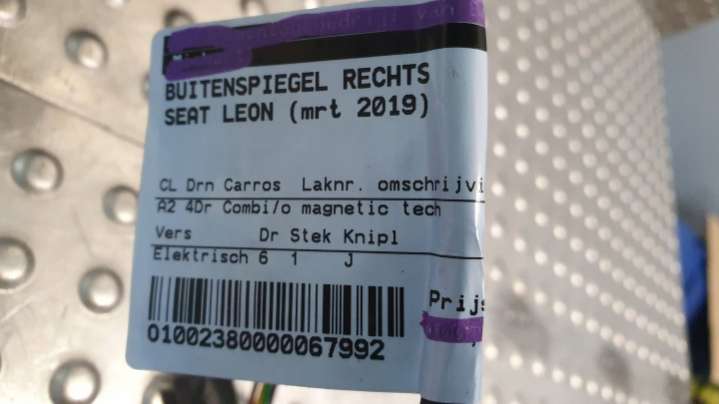 BUITENSPIEGEL RECHTS
SEAT LEON (mrt 2019)
CL Drn Carros Laknr. omschrijvi
A2 4Dr Combi/o magnetic tech
Vers Dr Stek Knipl
Elektrisch 6 1 J
Prijs
01002380000067992